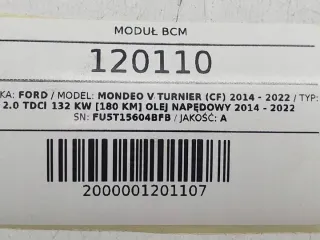 MODUŁ BCM
120110
KA: FORD / MODEL: MONDEO V TURNIER (CF) 2014 - 2022 / TYP:
2.0 TDCI 132 KW [180 KM] OLEJ NAPĘDOWY 2014 - 2022
SN: FU5T15604BFB / JAKOŚĆ: A
2000001201107